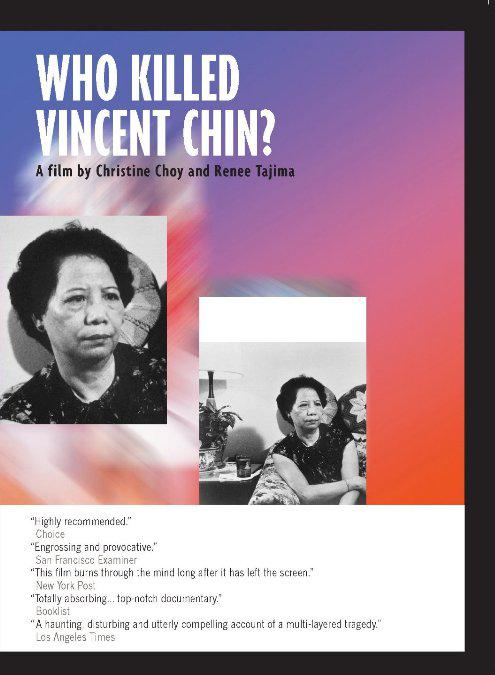 WHO KILLED
VINCENT CHIN?
A film by Christine Choy and Renee Tajima
“Highly recommended.”
Choice
“Engrossing and provocative.”
San Francisco Examiner
“This film burns through the mind long after it has left the screen.”
New York Post
“Totally absorbing... top-notch documentary.”
Booklist
“A haunting, disturbing and utterly compelling account of a multi-layered tragedy.”
Los Angeles Times